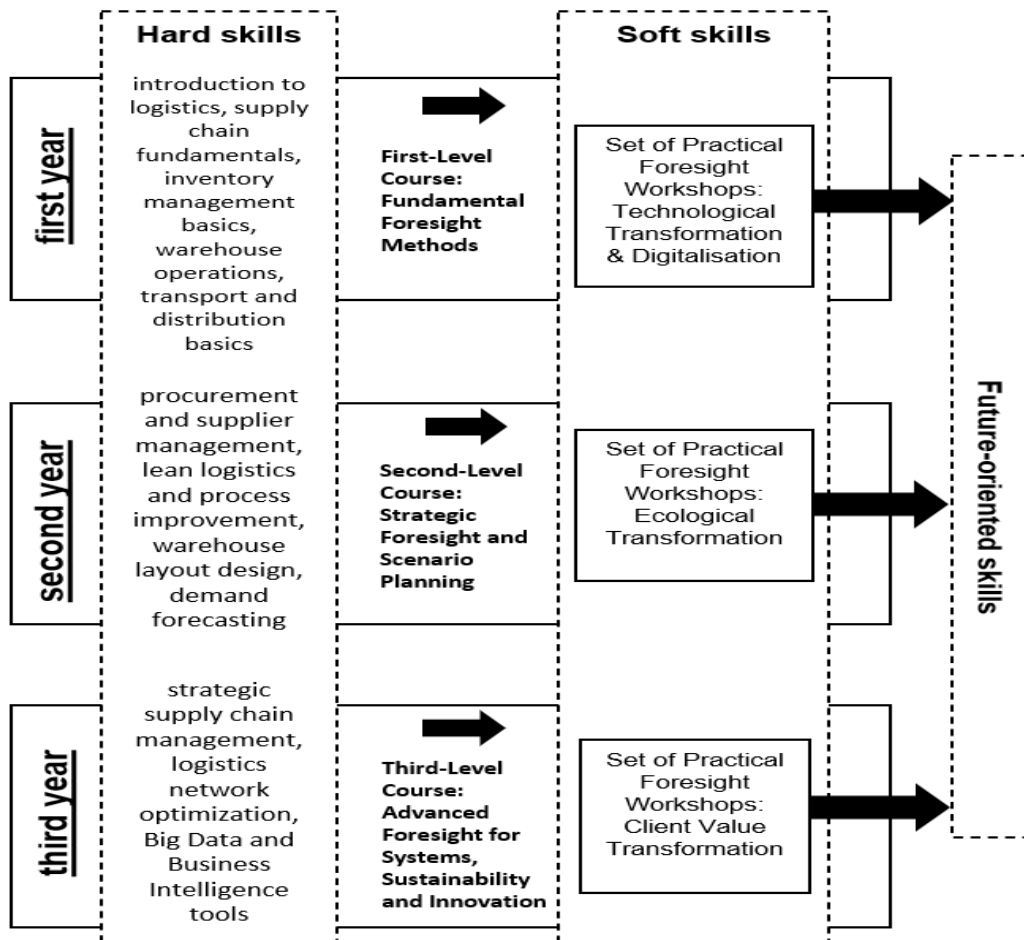 Hard skills
Soft skills
first year
introduction to
logistics, supply
chain
fundamentals,
inventory
management
basics,
warehouse
operations,
transport and
distribution
basics
First-Level
Course:
Fundamental
Foresight
Methods
Set of Practical
Foresight
Workshops:
Technological
Transformation
& Digitalisation
second year
procurement
and supplier
management,
lean logistics
and process
improvement,
warehouse
layout design,
demand
forecasting
Second-Level
Course:
Strategic
Foresight and
Scenario
Planning
Set of Practical
Foresight
Workshops:
Ecological
Transformation
third year
strategic
supply chain
management,
logistics
network
optimization,
Big Data and
Business
Intelligence
tools
Third-Level
Course:
Advanced
Foresight for
Systems,
Sustainability
and Innovation
Set of Practical
Foresight
Workshops:
Client Value
Transformation
Future-oriented skills